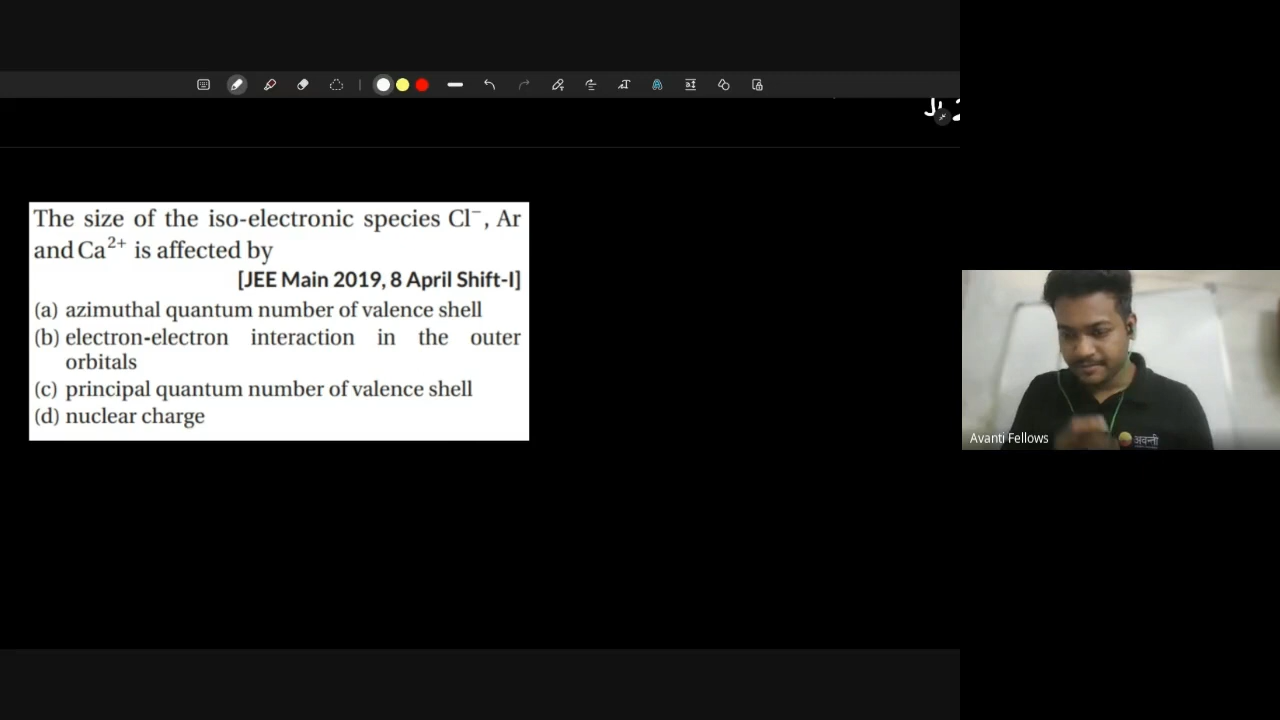 The size of the iso-electronic species Cl⁻, Ar
and Ca²⁺ is affected by
[JEE Main 2019, 8 April Shift-I]
(a) azimuthal quantum number of valence shell
(b) electron-electron interaction in the outer
orbitals
(c) principal quantum number of valence shell
(d) nuclear charge
Avanti Fellows
अवन्ती